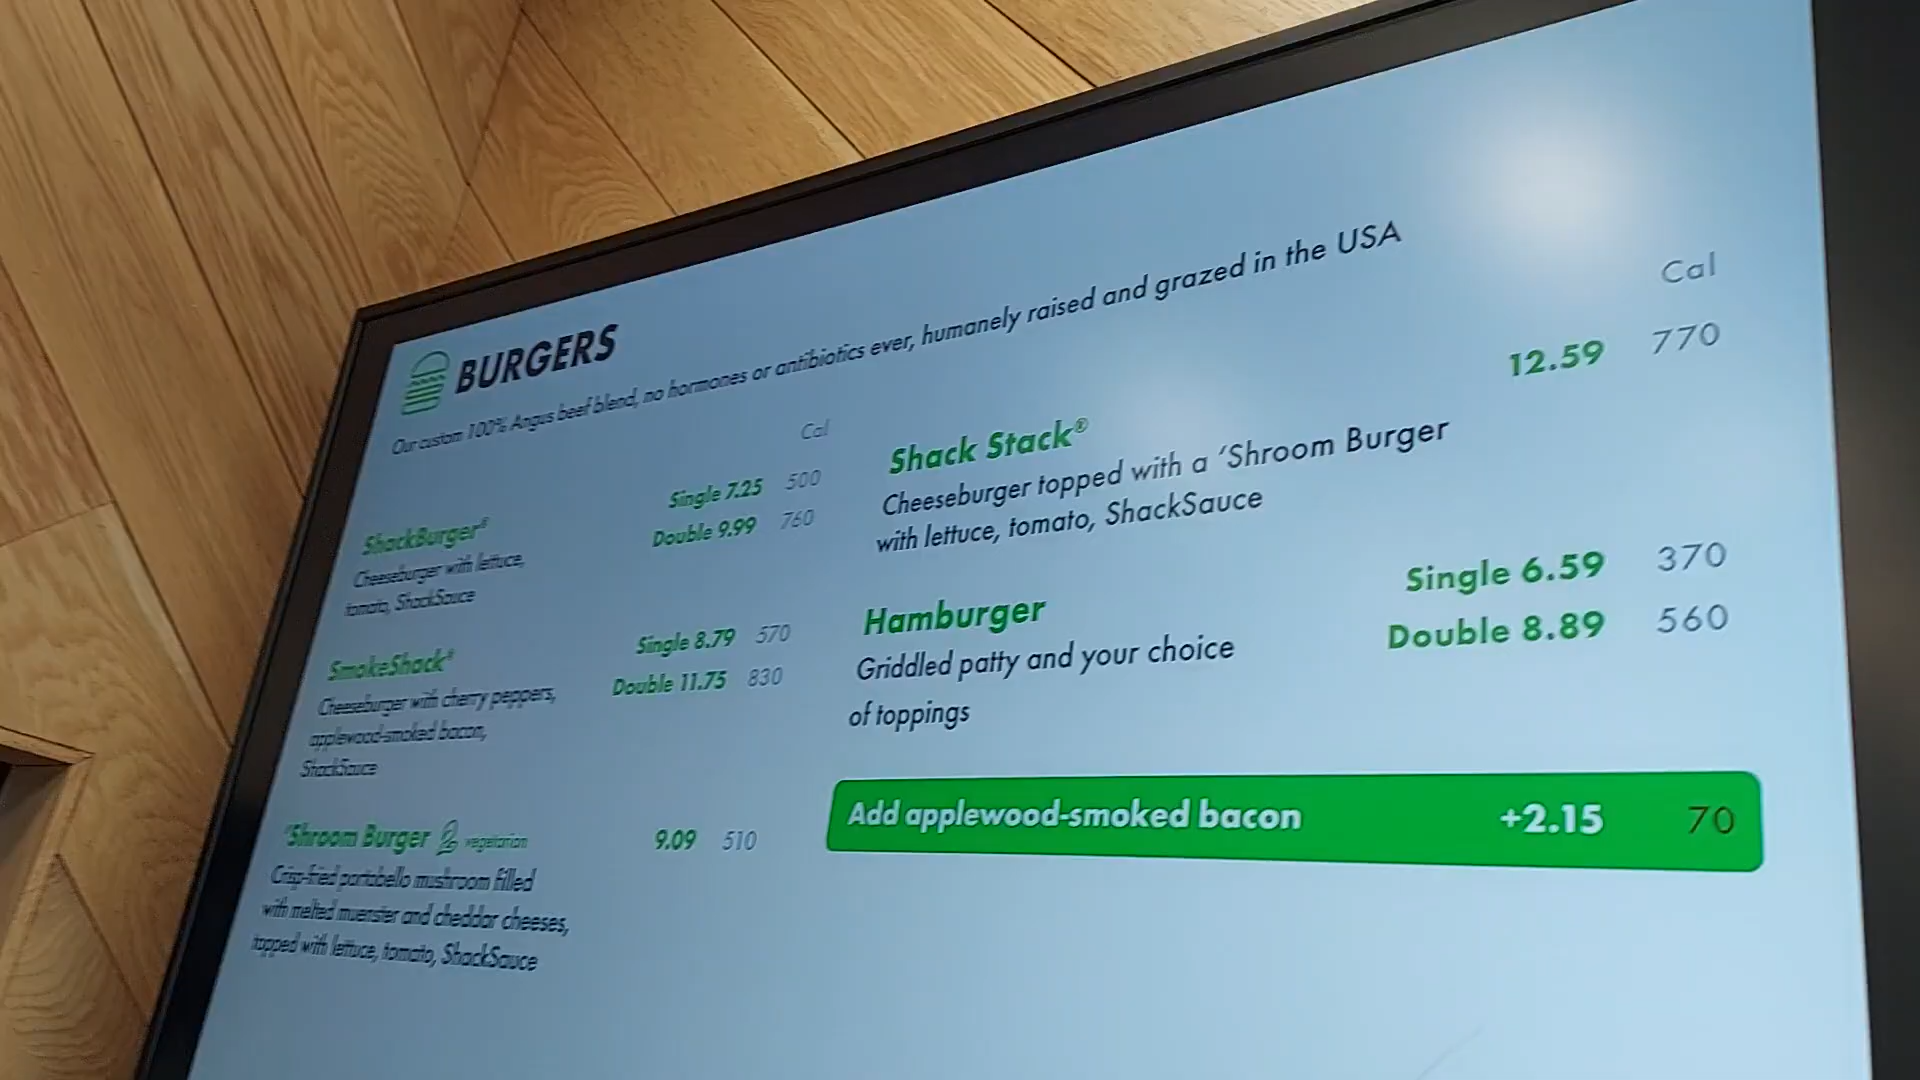 BURGERS
Our custom 100% Angus beef blend, no hormones or antibiotics ever, humanely raised and grazed in the USA
Cal
ShackBurger®
Single 7.25 500
Double 9.99 760
Cheeseburger with lettuce,
tomato, ShackSauce
SmokeShack®
Single 8.79 570
Double 11.75 830
Cheeseburger with cherry peppers,
applewood-smoked bacon,
ShackSauce
'Shroom Burger vegetarian 9.09 510
Crisp-fried portobello mushroom filled
with melted muenster and cheddar cheeses,
topped with lettuce, tomato, ShackSauce
Cal
Shack Stack® 12.59 770
Cheeseburger topped with a ‘Shroom Burger
with lettuce, tomato, ShackSauce
Hamburger
Single 6.59 370
Double 8.89 560
Griddled patty and your choice
of toppings
Add applewood-smoked bacon +2.15 70